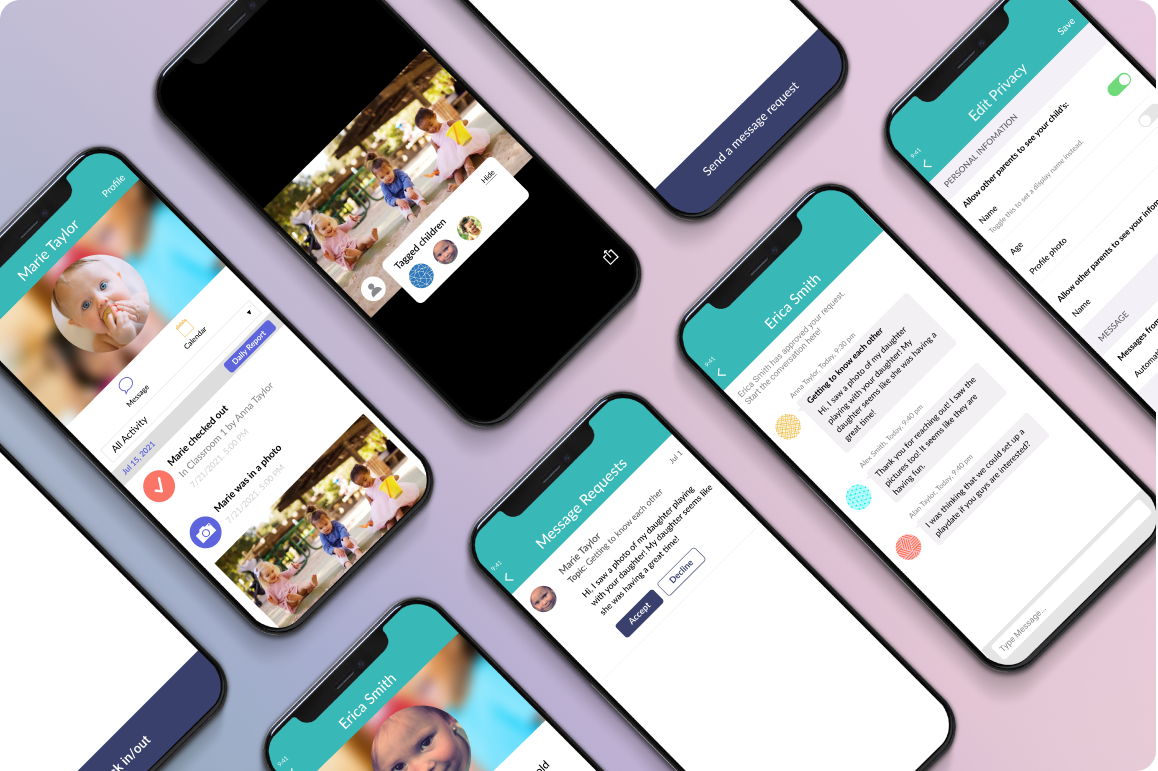 Marie Taylor
Profile
Message
Calendar
All Activity
Jul 15, 2021
Daily Report
Marie checked out
In Classroom 1 by Anna Taylor
7/21/2021, 5:00 PM
Marie was in a photo
7/21/2021, 5:00 PM
Tagged children
Hide
Send a message request
9:41
Edit Privacy
Save
PERSONAL INFOMATION
Allow other parents to see your child's:
Name
Toggle this to set a display name instead.
Age
Profile photo
Allow other parents to see your
Name
MESSAGE
Messages
9:41
Erica Smith
Erica Smith has approved your request.
Start the conversation here!
Anna Taylor, Today, 9:30 pm
Getting to know each other
Hi, I saw a photo of my daughter
playing with your daughter! My
daughter seems like she was having a
great time!
Alex Smith, Today, 9:40 pm
Thank you for reaching out! I saw the
pictures too! It seems like they are
having fun.
Alan Taylor, Today, 9:40 pm
I was thinking that we could set up a
playdate if you guys are interested?
Type Message...
9:41
Message Requests
Marie Taylor
Jul 1
Topic: Getting to know each other
Hi, I saw a photo of my daughter playing
with your daughter! My daughter seems like
she was having a great time!
Accept
Decline
9:41
Erica Smith
in/out